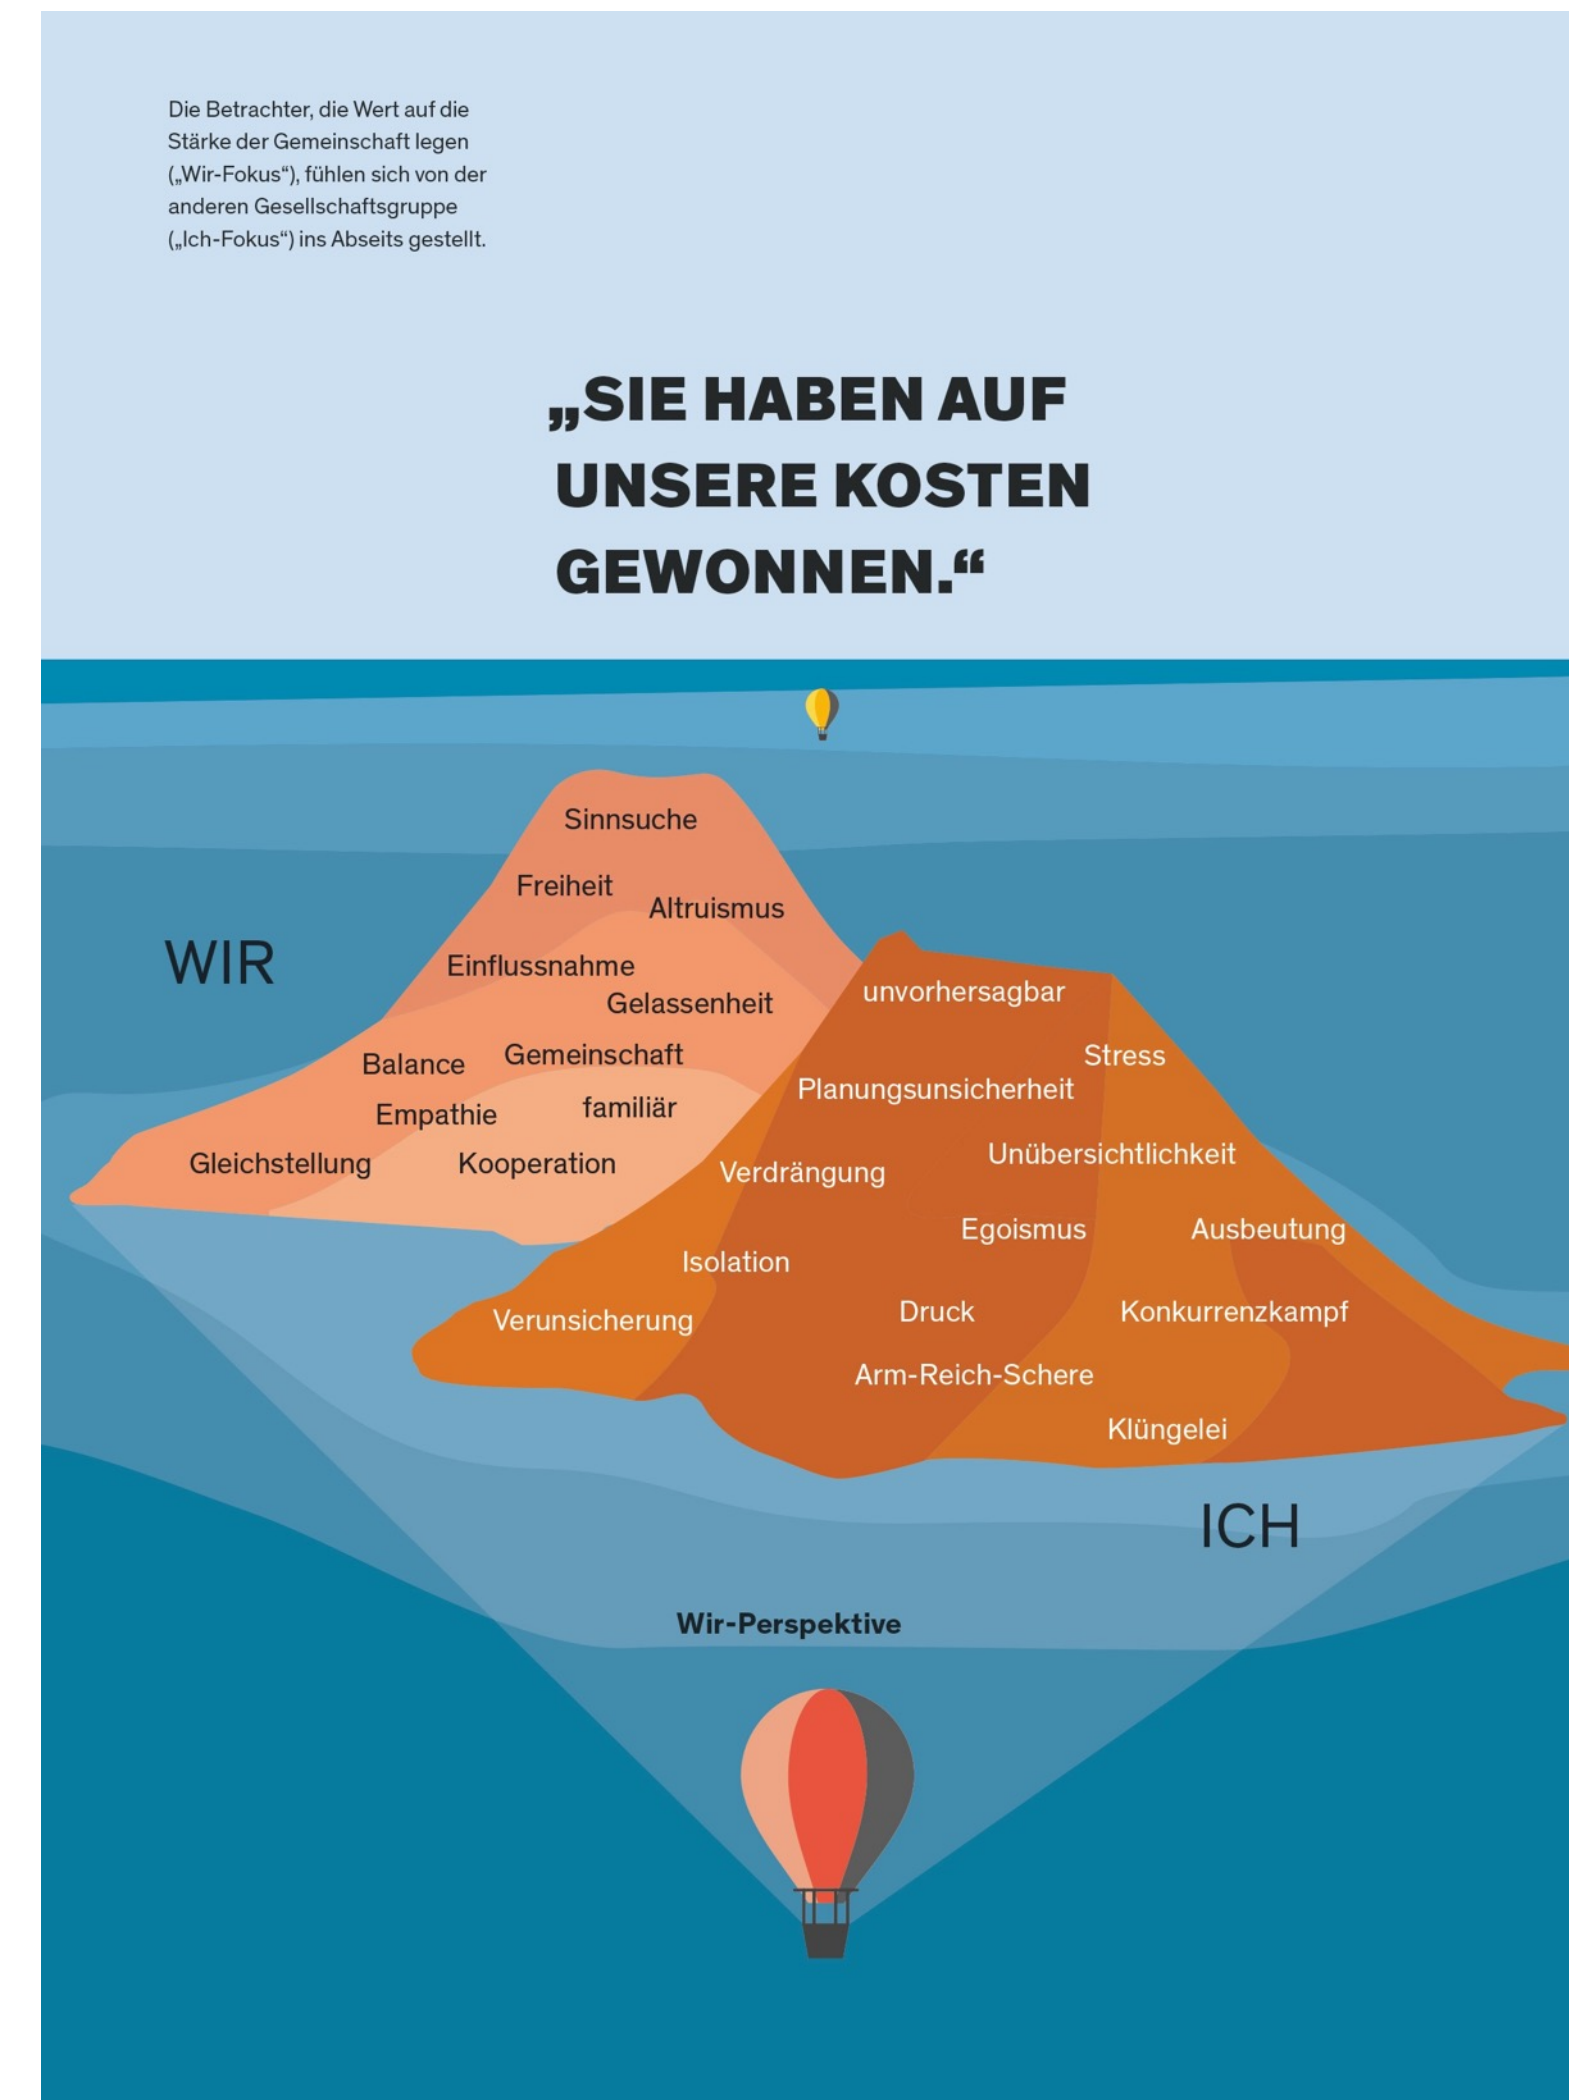 Die Betrachter, die Wert auf die
Stärke der Gemeinschaft legen
(„Wir-Fokus“), fühlen sich von der
anderen Gesellschaftsgruppe
(„Ich-Fokus“) ins Abseits gestellt.
„SIE HABEN AUF
UNSERE KOSTEN
GEWONNEN.“
WIR
Sinnsuche
Freiheit
Altruismus
Einflussnahme
Gelassenheit
Balance
Gemeinschaft
Empathie
familiär
Gleichstellung
Kooperation
unvorhersagbar
Stress
Planungsunsicherheit
Unübersichtlichkeit
Verdrängung
Egoismus
Ausbeutung
Isolation
Verunsicherung
Druck
Konkurrenzkampf
Arm-Reich-Schere
Klüngelei
ICH
Wir-Perspektive